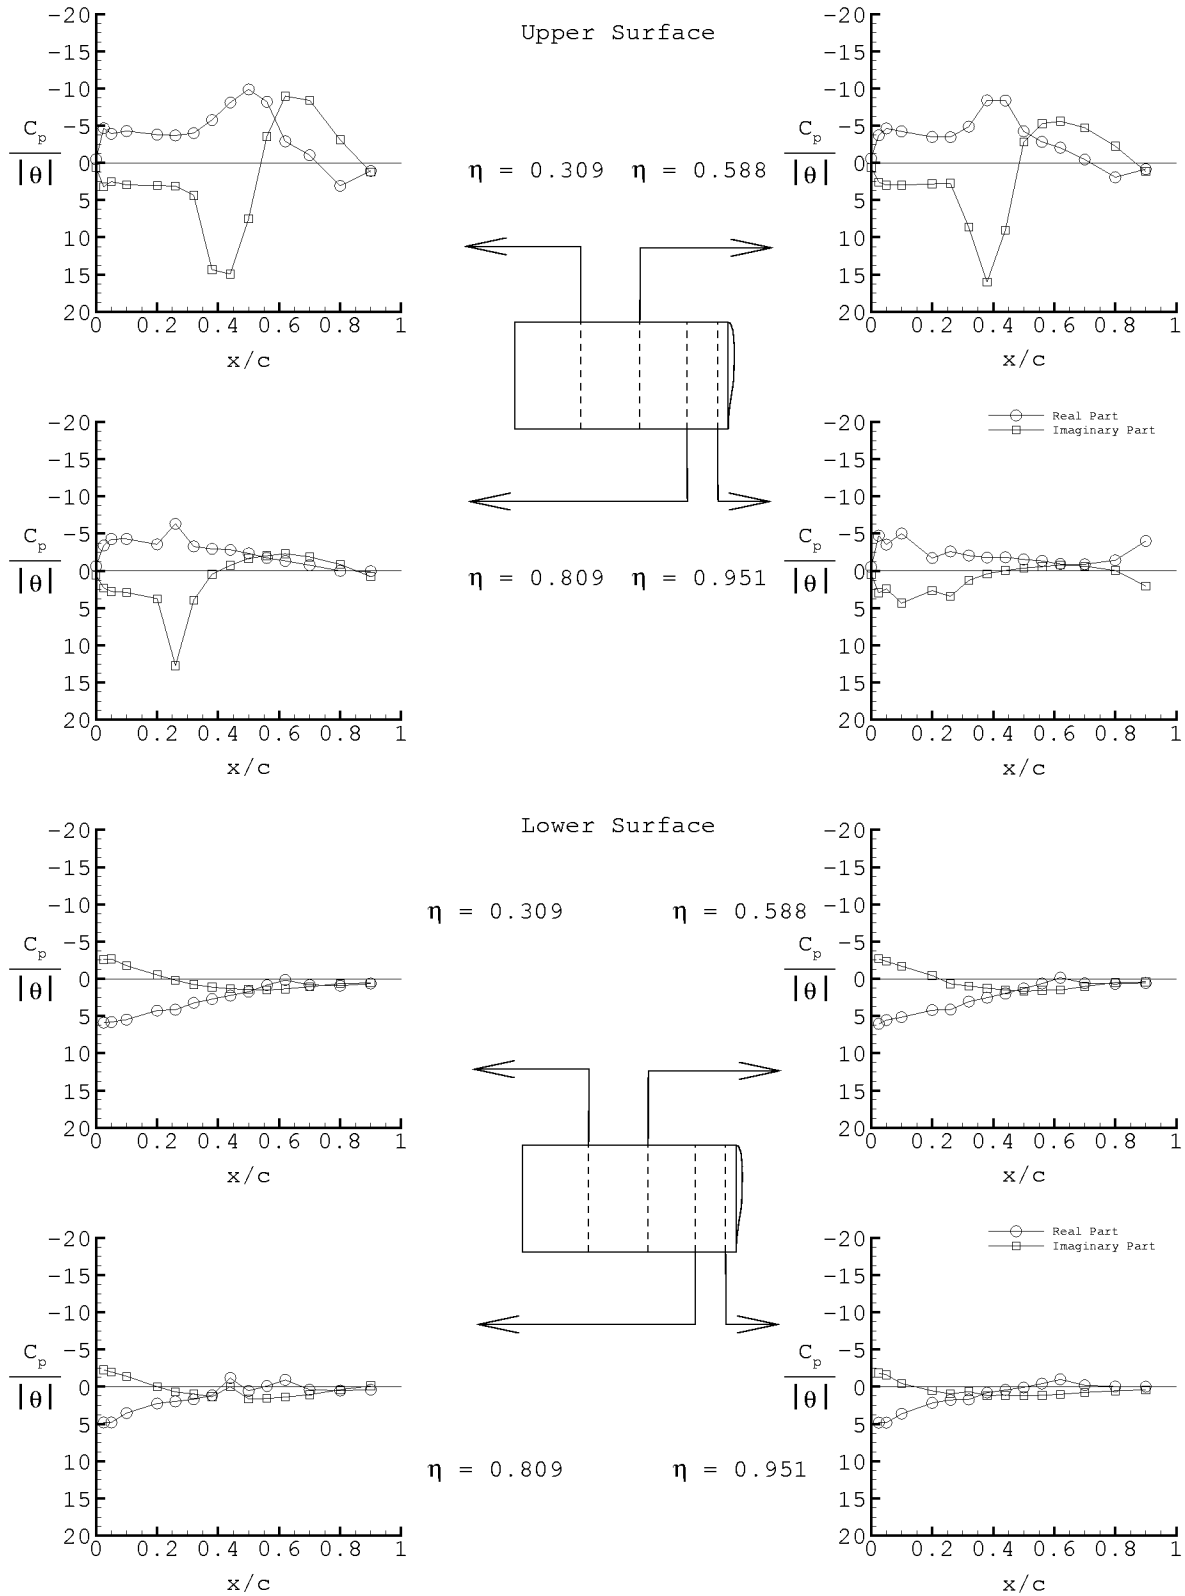 Upper Surface
-20
-15
-10
-5
0
5
10
15
20
C_p
|θ|
0 0.2 0.4 0.6 0.8 1
x/c
η = 0.309 η = 0.588
-20
-15
-10
-5
0
5
10
15
20
C_p
|θ|
0 0.2 0.4 0.6 0.8 1
x/c
-20
-15
-10
-5
0
5
10
15
20
C_p
|θ|
0 0.2 0.4 0.6 0.8 1
x/c
η = 0.809 η = 0.951
Real Part
Imaginary Part
-20
-15
-10
-5
0
5
10
15
20
C_p
|θ|
0 0.2 0.4 0.6 0.8 1
x/c
Lower Surface
-20
-15
-10
-5
0
5
10
15
20
C_p
|θ|
0 0.2 0.4 0.6 0.8 1
x/c
η = 0.309 η = 0.588
-20
-15
-10
-5
0
5
10
15
20
C_p
|θ|
0 0.2 0.4 0.6 0.8 1
x/c
-20
-15
-10
-5
0
5
10
15
20
C_p
|θ|
0 0.2 0.4 0.6 0.8 1
x/c
η = 0.809 η = 0.951
Real Part
Imaginary Part
-20
-15
-10
-5
0
5
10
15
20
C_p
|θ|
0 0.2 0.4 0.6 0.8 1
x/c